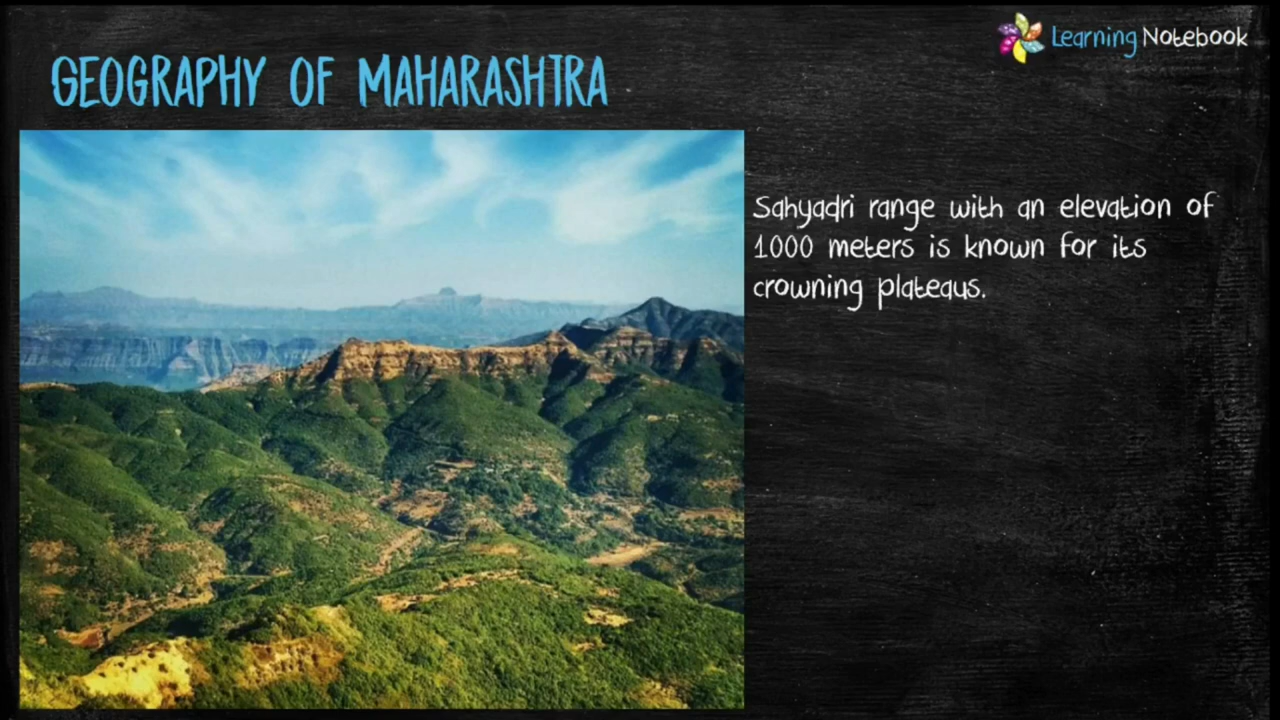 Learning Notebook
GEOGRAPHY OF MAHARASHTRA
Sahyadri range with an elevation of
1000 meters is known for its
crowning plateaus.